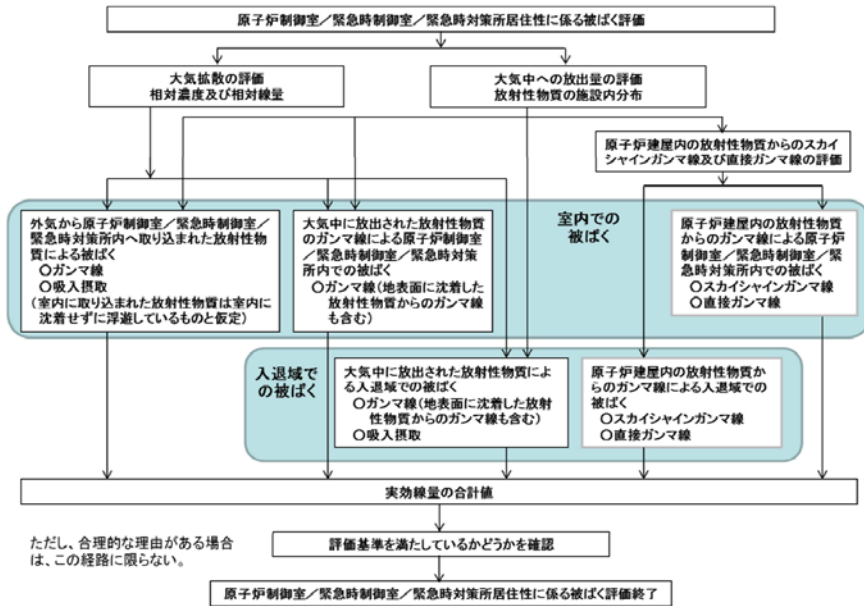 原子炉制御室／緊急時制御室／緊急時対策所居住性に係る被ばく評価
大気拡散の評価
相対濃度及び相対線量
大気中への放出量の評価
放射性物質の施設内分布
原子炉建屋内の放射性物質からのスカイ
シャインガンマ線及び直接ガンマ線の評価
室内での
被ばく
外気から原子炉制御室／緊急時制御室／
緊急時対策所内へ取り込まれた放射性物
質による被ばく
○ガンマ線
○吸入摂取
(室内に取り込まれた放射性物質は室内に
沈着せずに浮遊しているものと仮定)
大気中に放出された放射性物質
のガンマ線による原子炉制御室
／緊急時制御室／緊急時対策
所内での被ばく
○ガンマ線(地表面に沈着した
放射性物質からのガンマ線
も含む)
原子炉建屋内の放射性物質
からのガンマ線による原子炉
制御室／緊急時制御室／緊
急時対策所内での被ばく
○スカイシャインガンマ線
○直接ガンマ線
入退域で
の被ばく
大気中に放出された放射性物質によ
る入退域での被ばく
○ガンマ線(地表面に沈着した放射
性物質からのガンマ線も含む)
○吸入摂取
原子炉建屋内の放射性物質か
らのガンマ線による入退域での
被ばく
○スカイシャインガンマ線
○直接ガンマ線
実効線量の合計値
ただし、合理的な理由がある場合
は、この経路に限らない。
評価基準を満たしているかどうかを確認
原子炉制御室／緊急時制御室／緊急時対策所居住性に係る被ばく評価終了